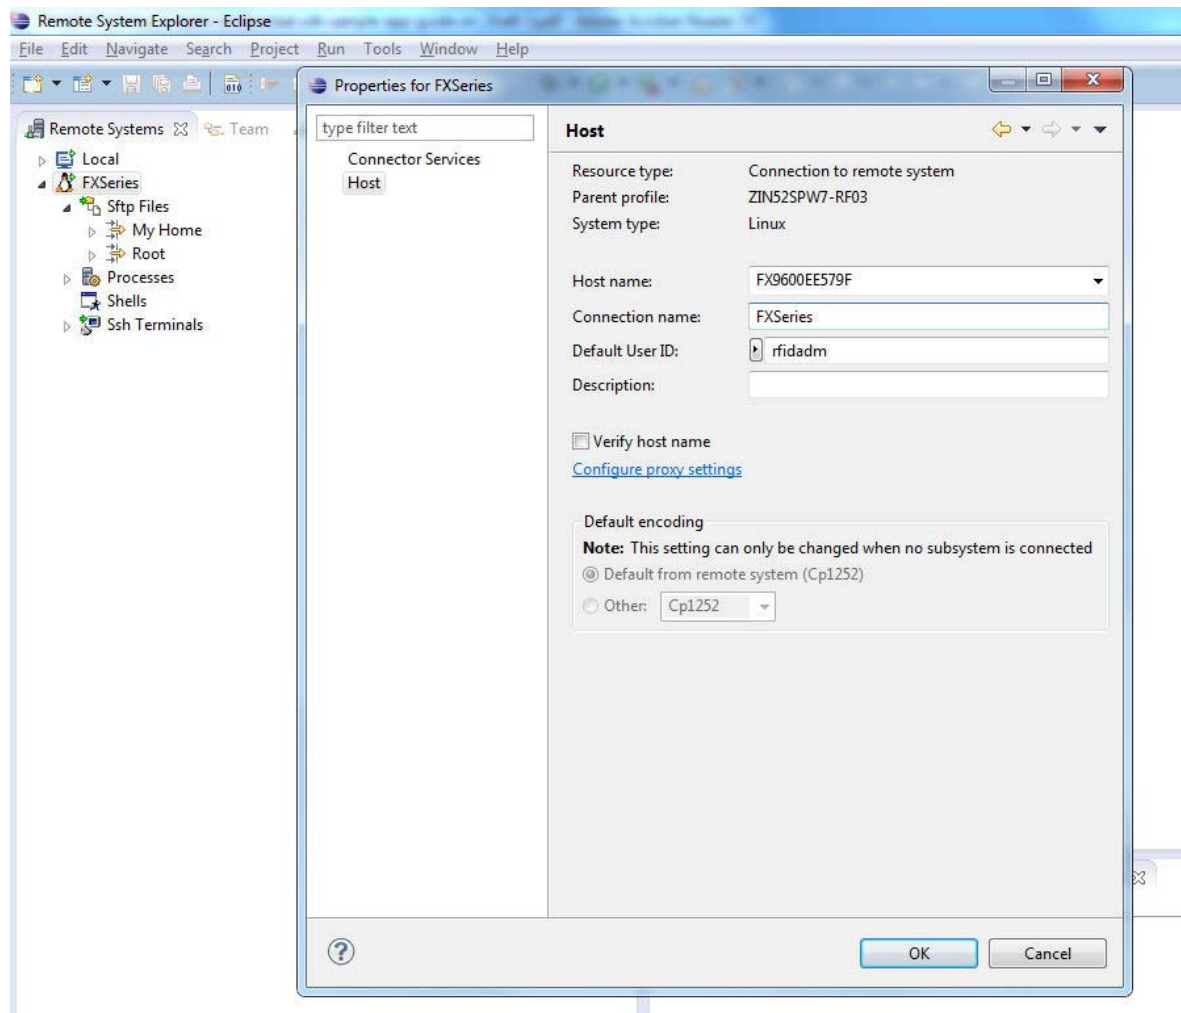 Remote System Explorer - Eclipse
File Edit Navigate Search Project Run Tools Window Help
Properties for FXSeries
Remote Systems Team
Local
FXSeries
Sftp Files
My Home
Root
Processes
Shells
Ssh Terminals
type filter text
Connector Services
Host
Host
Resource type: Connection to remote system
Parent profile: ZIN52SPW7-RF03
System type: Linux
Host name: FX9600EE579F
Connection name: FXSeries
Default User ID: rfidadm
Description:
Verify host name
Configure proxy settings
Default encoding
Note: This setting can only be changed when no subsystem is connected
Default from remote system (Cp1252)
Other: Cp1252
OK Cancel